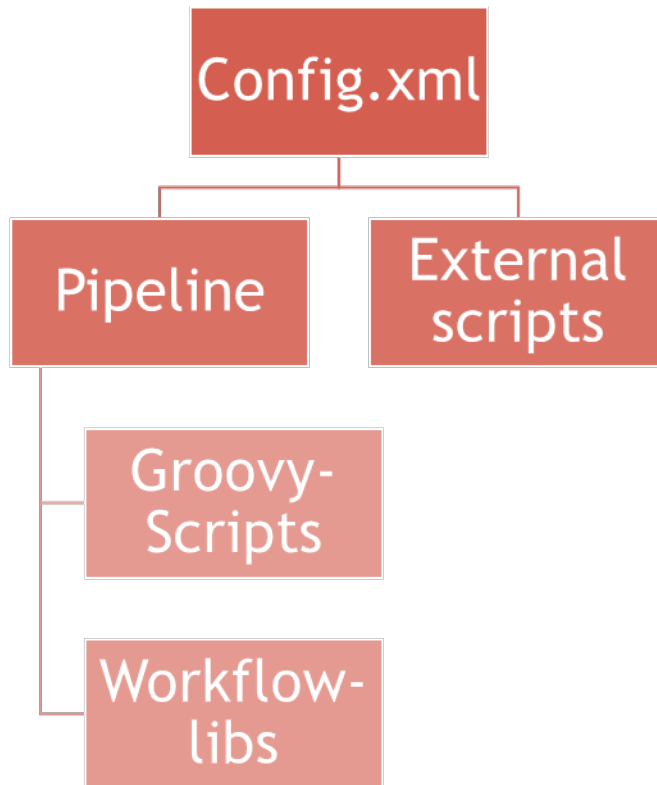 Config.xml
Pipeline
External
scripts
Groovy-
Scripts
Workflow-
libs